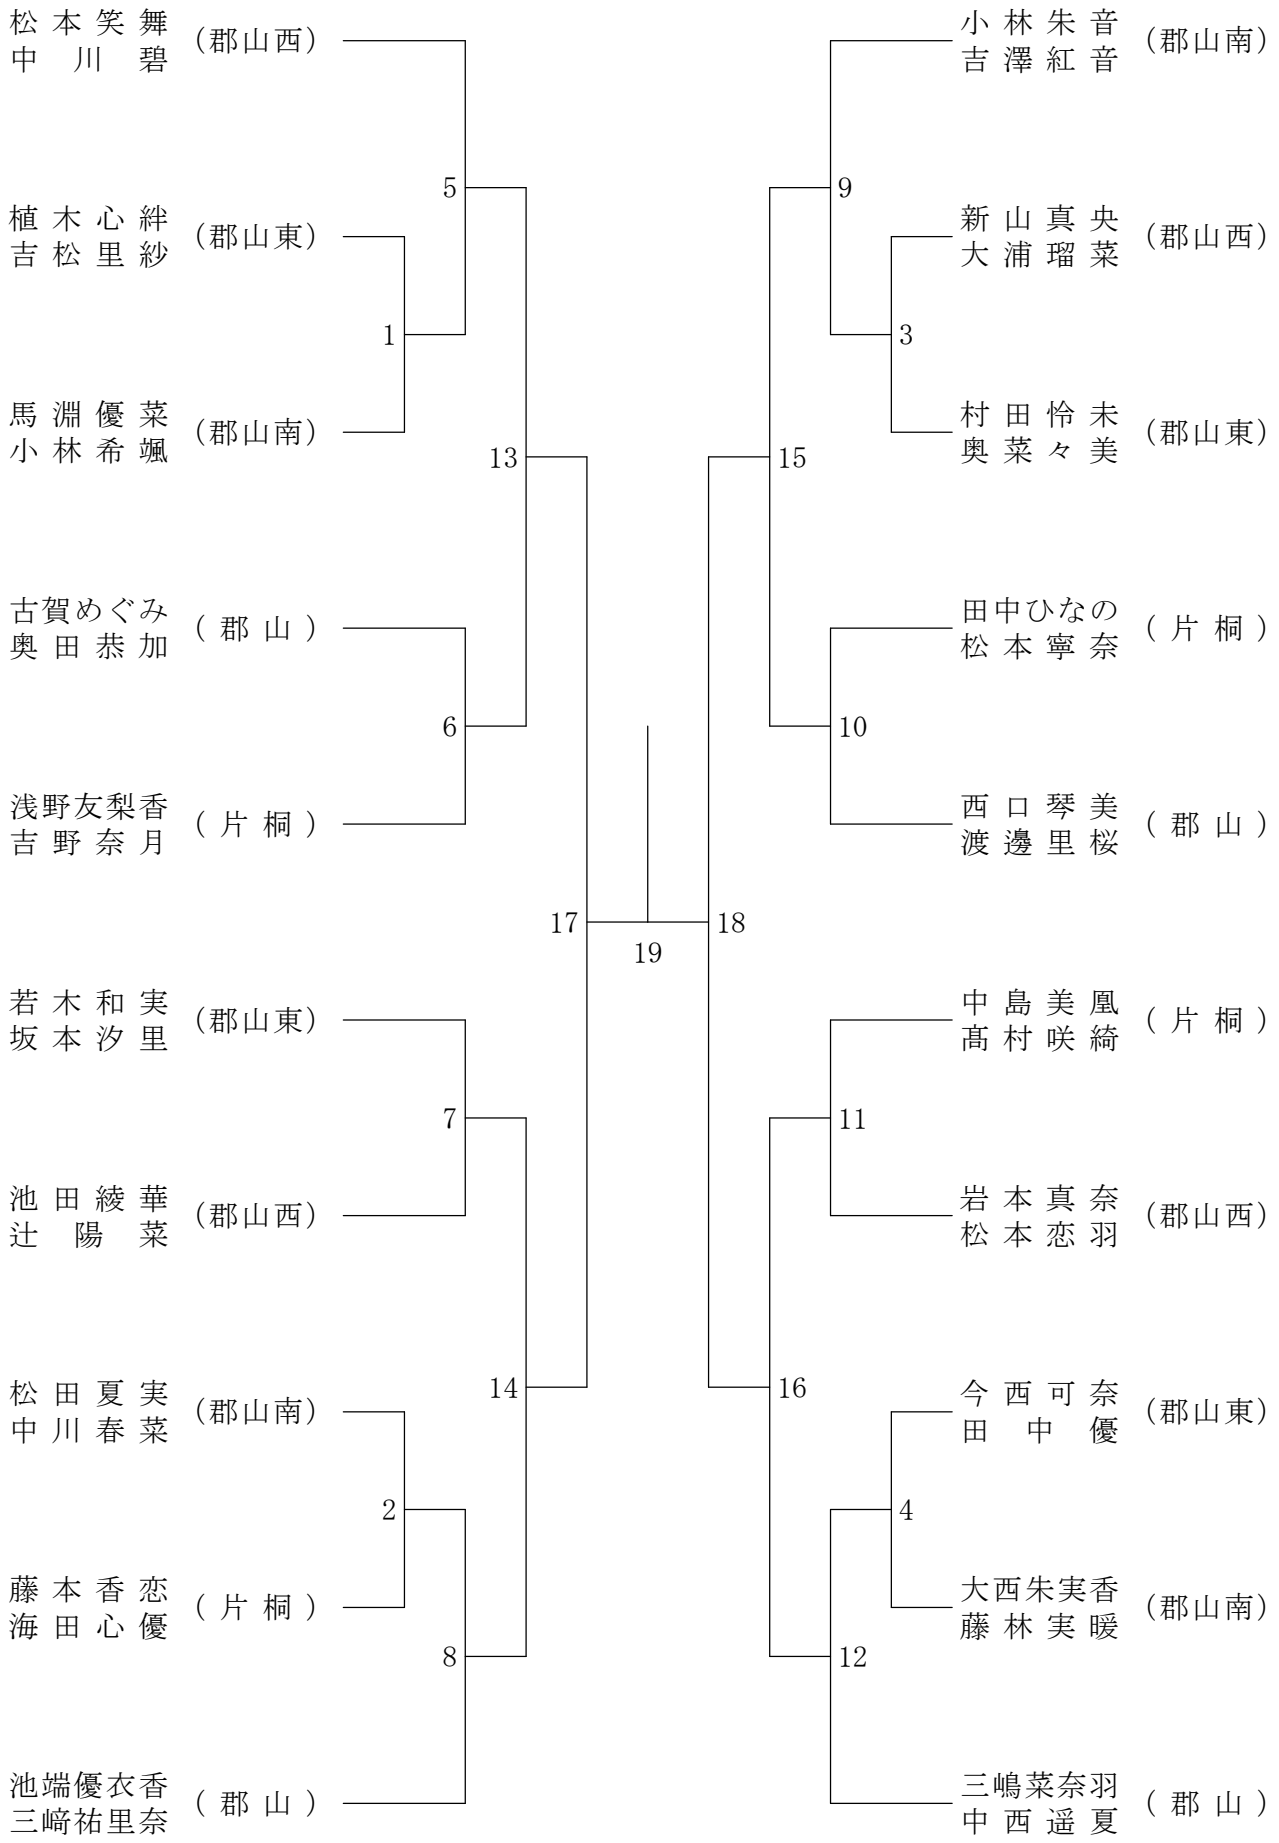 松本笑舞
中川碧
(郡山西)
植木心絆
吉松里紗
(郡山東)
馬淵優菜
小林希颯
(郡山南)
古賀めぐみ
奥田恭加
(郡山)
浅野友梨香
吉野奈月
(片桐)
若木和実
坂本汐里
(郡山東)
池田綾華
辻陽菜
(郡山西)
松田夏実
中川春菜
(郡山南)
藤本香恋
海田心優
(片桐)
池端優衣香
三﨑祐里奈
(郡山)
1
2
5
6
7
8
13
14
17
19
18
15
16
9
10
11
12
3
4
小林朱音
吉澤紅音
(郡山南)
新山真央
大浦瑠菜
(郡山西)
村田怜未
奥菜々美
(郡山東)
田中ひなの
松本寧奈
(片桐)
西口琴美
渡邊里桜
(郡山)
中島美凰
髙村咲綺
(片桐)
岩本真奈
松本恋羽
(郡山西)
今西可奈
田中優
(郡山東)
大西朱実香
藤林実暖
(郡山南)
三嶋菜奈羽
中西遥夏
(郡山)